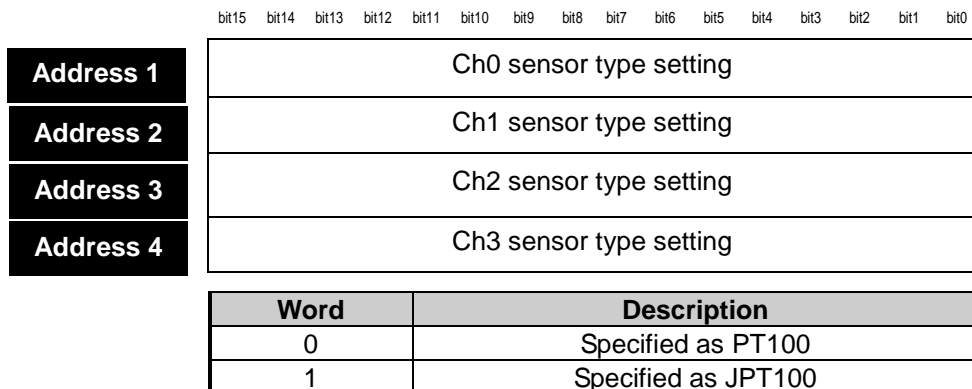 bit15 bit14 bit13 bit12 bit11 bit10 bit9 bit8 bit7 bit6 bit5 bit4 bit3 bit2 bit1 bit0
Address 1 Ch0 sensor type setting
Address 2 Ch1 sensor type setting
Address 3 Ch2 sensor type setting
Address 4 Ch3 sensor type setting
Word Description
0 Specified as PT100
1 Specified as JPT100